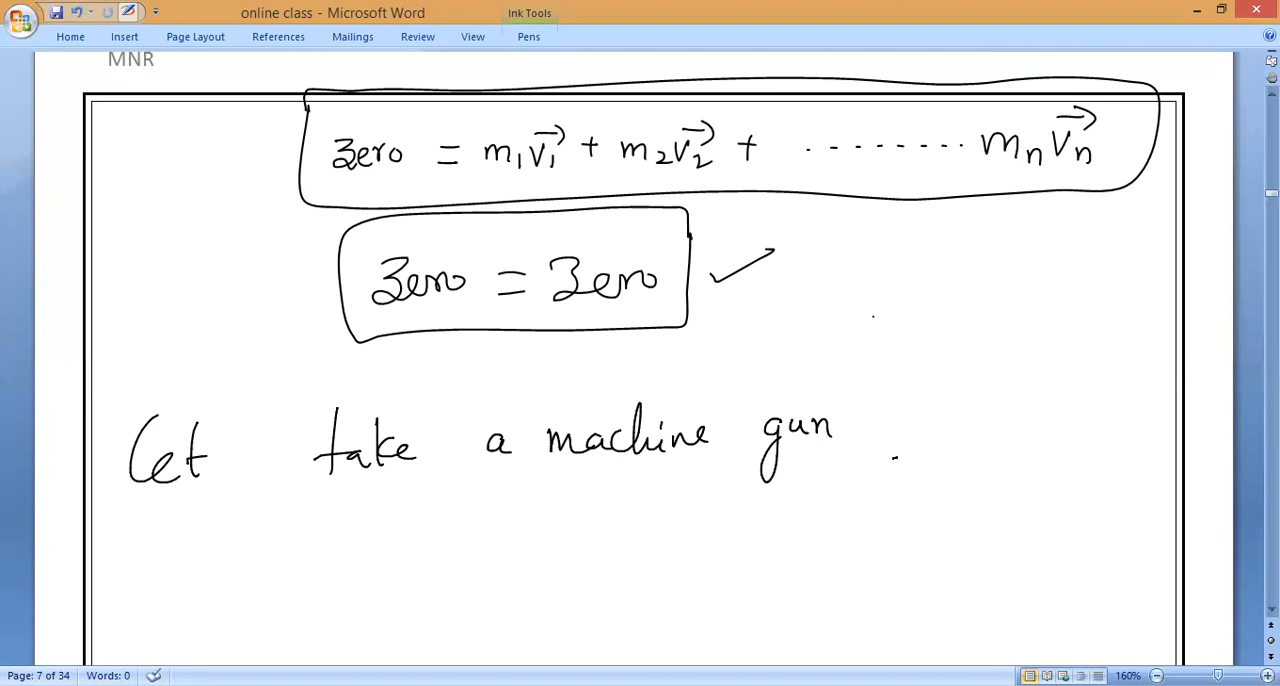 online class - Microsoft Word
Ink Tools
Home Insert Page Layout References Mailings Review View Pens
MNR
Zero = m₁v₁⃗ + m₂v₂⃗ + ......... mₙvₙ⃗
Zero = Zero ✓
Let take a machine gun
Page: 7 of 34 Words: 0 160%